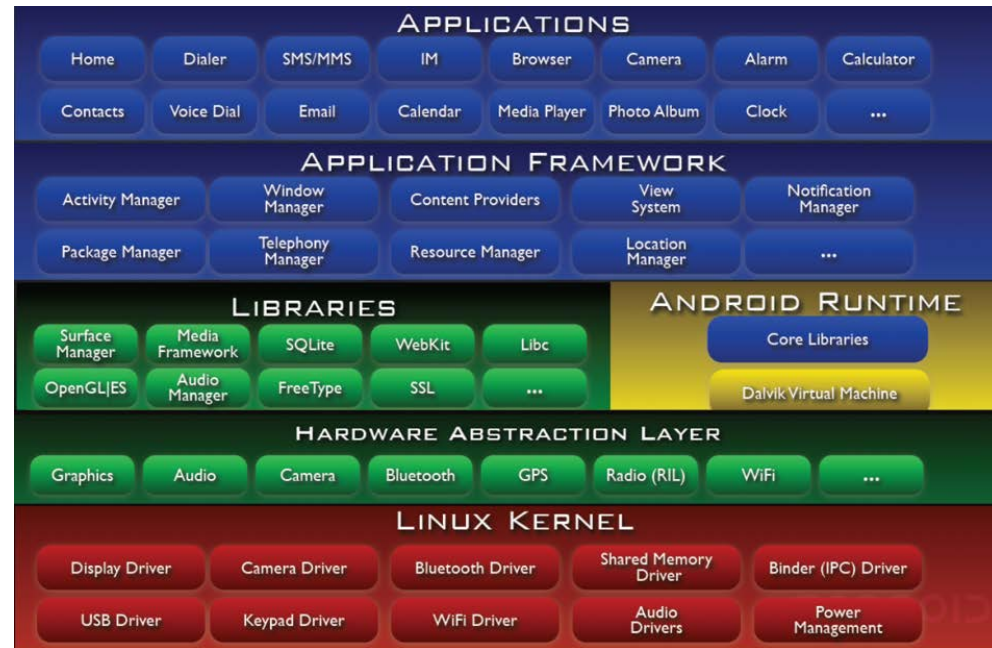 APPLICATIONS
Home Dialer SMS/MMS IM Browser Camera Alarm Calculator
Contacts Voice Dial Email Calendar Media Player Photo Album Clock ...
APPLICATION FRAMEWORK
Activity Manager
Window
Manager
Content Providers
View
System
Notification
Manager
Package Manager
Telephony
Manager
Resource Manager
Location
Manager
...
LIBRARIES
Surface
Manager
Media
Framework
SQLite
WebKit
Libc
OpenGL|ES
Audio
Manager
FreeType
SSL
...
ANDROID RUNTIME
Core Libraries
Dalvik Virtual Machine
HARDWARE ABSTRACTION LAYER
Graphics Audio Camera Bluetooth GPS Radio (RIL) WiFi ...
LINUX KERNEL
Display Driver
Camera Driver
Bluetooth Driver
Shared Memory
Driver
Binder (IPC) Driver
USB Driver
Keypad Driver
WiFi Driver
Audio
Drivers
Power
Management